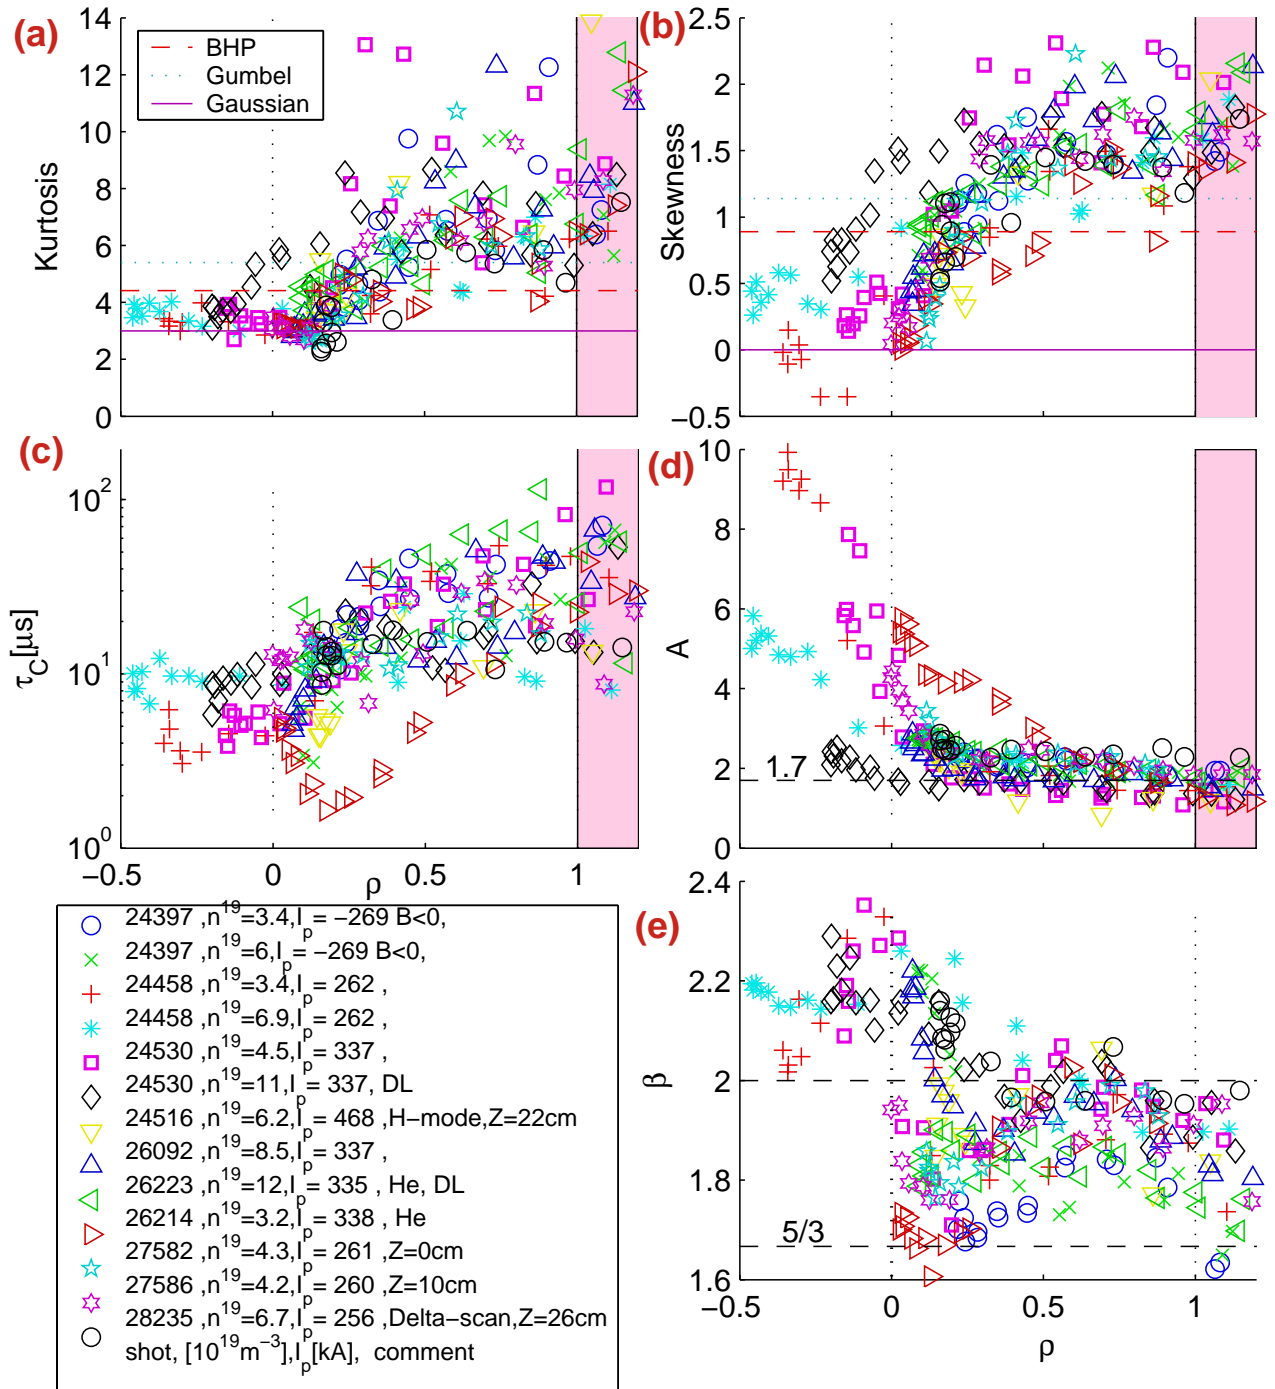 (a)
Kurtosis
14
12
10
8
6
4
2
0
BHP
Gumbel
Gaussian
(b)
Skewness
2.5
2
1.5
1
0.5
0
−0.5
(c)
τC[μs]
10²
10¹
10⁰
−0.5
0
0.5
1
ρ
(d)
A
10
8
6
4
2
0
1.7
24397 ,n¹⁹=3.4,Ip= −269 B<0,
24397 ,n¹⁹=6,Ip= −269 B<0,
24458 ,n¹⁹=3.4,Ip= 262 ,
24458 ,n¹⁹=6.9,Ip= 262 ,
24530 ,n¹⁹=4.5,Ip= 337 ,
24530 ,n¹⁹=11,Ip= 337, DL
24516 ,n¹⁹=6.2,Ip= 468 ,H−mode,Z=22cm
26092 ,n¹⁹=8.5,Ip= 337 ,
26223 ,n¹⁹=12,Ip= 335 , He, DL
26214 ,n¹⁹=3.2,Ip= 338 , He
27582 ,n¹⁹=4.3,Ip= 261 ,Z=0cm
27586 ,n¹⁹=4.2,Ip= 260 ,Z=10cm
28235 ,n¹⁹=6.7,Ip= 256 ,Delta−scan,Z=26cm
shot, [10¹⁹m⁻³],Ip[kA], comment
(e)
β
2.4
2.2
2
1.8
1.6
5/3
−0.5
0
0.5
1
ρ